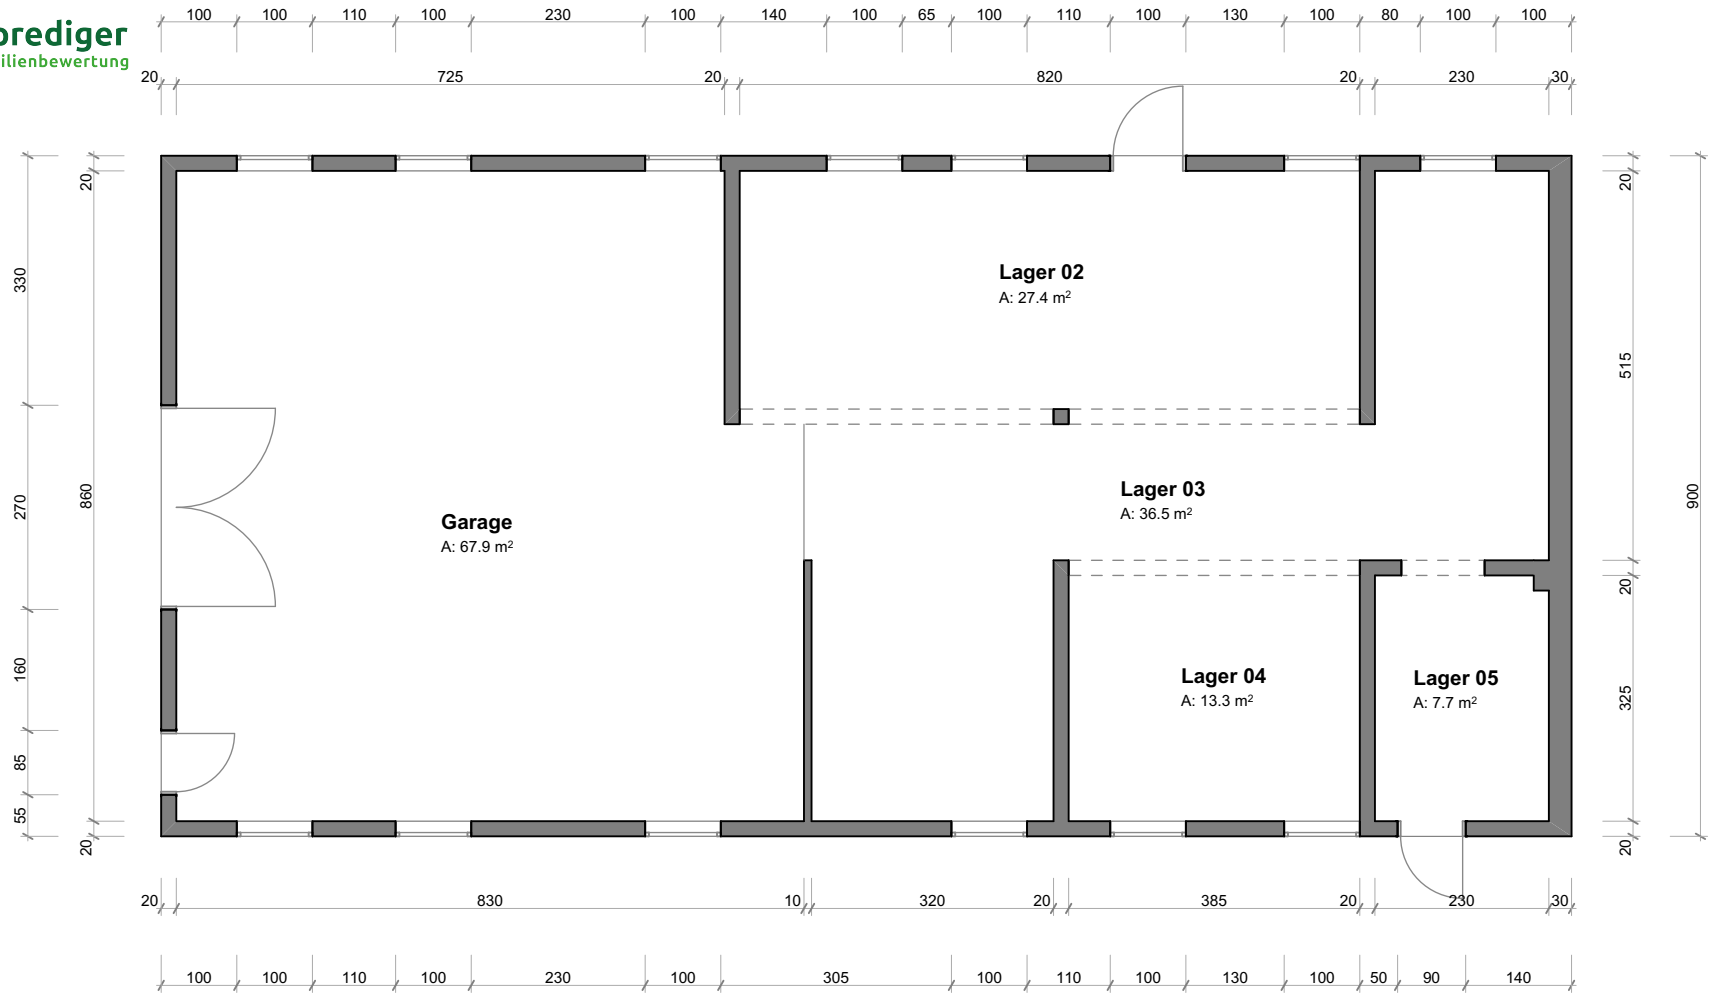 100 100 110 100 230 100 140 100 65 100 110 100 130 100 80 100 100
prediger
ilienbewertung
20 725 20 820 20 230 30
20
330
270
860
160
85
55
20
Lager 02
A: 27.4 m²
Lager 03
A: 36.5 m²
Garage
A: 67.9 m²
Lager 04
A: 13.3 m²
Lager 05
A: 7.7 m²
20
515
900
20
325
20
20 830 10 320 20 385 20 230 30
100 100 110 100 230 100 305 100 110 100 130 100 50 90 140